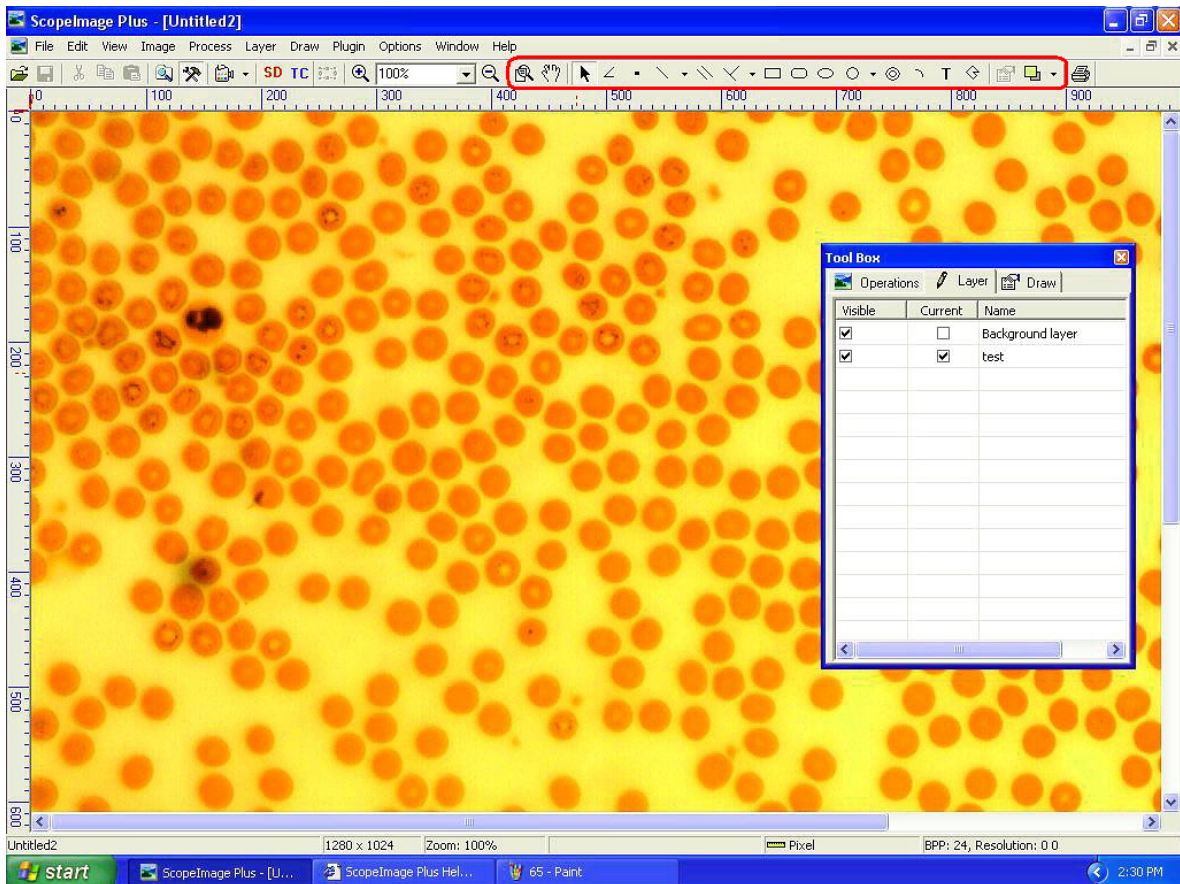 ScopeImage Plus - [Untitled2]
File Edit View Image Process Layer Draw Plugin Options Window Help
SD TC 100% T
0 100 200 300 400 500 600 700 800 900
0
100
200
300
400
500
600
Tool Box
Operations Layer Draw
Visible Current Name
Background layer
test
Untitled2 1280 x 1024 Zoom: 100% Pixel BPP: 24, Resolution: 0 0
start ScopeImage Plus - [U... ScopeImage Plus Hel... 65 - Paint 2:30 PM